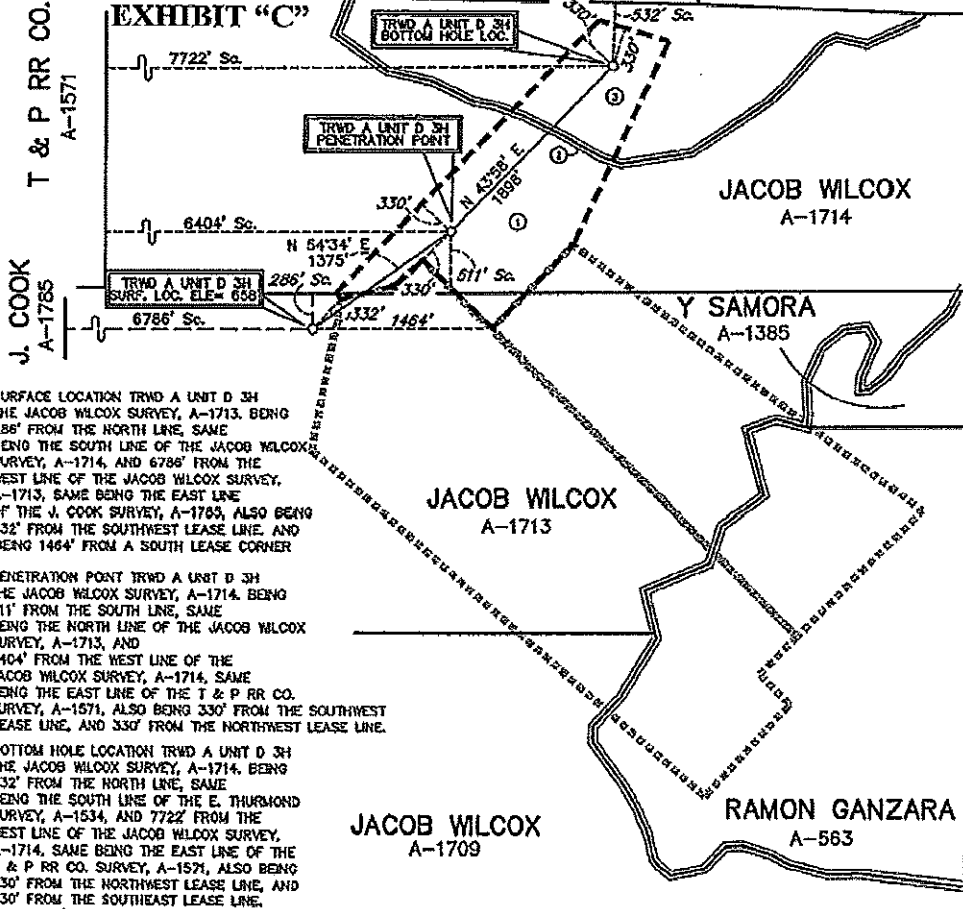 EXHIBIT "C"
T & P RR CO.
A-1571
TRWD A UNIT D 3H
BOTTOM HOLE LOC.
330'
532' Sc.
330'
7722' Sc.
3
TRWD A UNIT D 3H
PENETRATION POINT
2
N 43°58' E
1898'
JACOB WILCOX
A-1714
330'
1
6404' Sc.
N 54°34' E
1375'
511' Sc.
286' Sc.
330'
J. COOK
A-1785
TRWD A UNIT D 3H
SURF. LOC. ELE= 658'
332'
1464'
6786' Sc.
Y SAMORA
A-1385
URFACE LOCATION TRWD A UNIT D 3H
HE JACOB WILCOX SURVEY, A-1713. BEING
86' FROM THE NORTH LINE, SAME
EING THE SOUTH LINE OF THE JACOB WILCOX
URVEY, A-1714, AND 6786' FROM THE
EST LINE OF THE JACOB WILCOX SURVEY,
-1713, SAME BEING THE EAST LINE
F THE J. COOK SURVEY, A-1785, ALSO BEING
32' FROM THE SOUTHWEST LEASE LINE, AND
EING 1464' FROM A SOUTH LEASE CORNER
JACOB WILCOX
A-1713
ENETRATION POINT TRWD A UNIT D 3H
HE JACOB WILCOX SURVEY, A-1714. BEING
11' FROM THE SOUTH LINE, SAME
EING THE NORTH LINE OF THE JACOB WILCOX
URVEY, A-1713, AND
404' FROM THE WEST LINE OF THE
ACOB WILCOX SURVEY, A-1714, SAME
EING THE EAST LINE OF THE T & P RR CO.
URVEY, A-1571, ALSO BEING 330' FROM THE SOUTHWEST
EASE LINE, AND 330' FROM THE NORTHWEST LEASE LINE.
OTTOM HOLE LOCATION TRWD A UNIT D 3H
HE JACOB WILCOX SURVEY, A-1714. BEING
32' FROM THE NORTH LINE, SAME
EING THE SOUTH LINE OF THE E. THURMOND
URVEY, A-1534, AND 7722' FROM THE
EST LINE OF THE JACOB WILCOX SURVEY,
-1714, SAME BEING THE EAST LINE OF THE
& P RR CO. SURVEY, A-1571, ALSO BEING
30' FROM THE NORTHWEST LEASE LINE, AND
30' FROM THE SOUTHEAST LEASE LINE.
JACOB WILCOX
A-1709
RAMON GANZARA
A-563